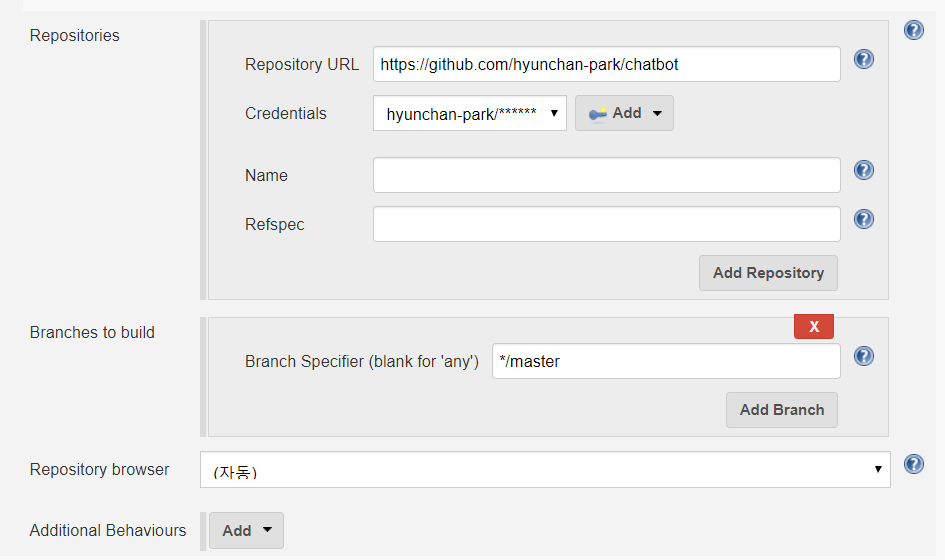 Repositories
Repository URL https://github.com/hyunchan-park/chatbot
Credentials hyunchan-park/****** Add
Name
Refspec
Add Repository
Branches to build
X
Branch Specifier (blank for 'any') */master
Add Branch
Repository browser (자동)
Additional Behaviours Add